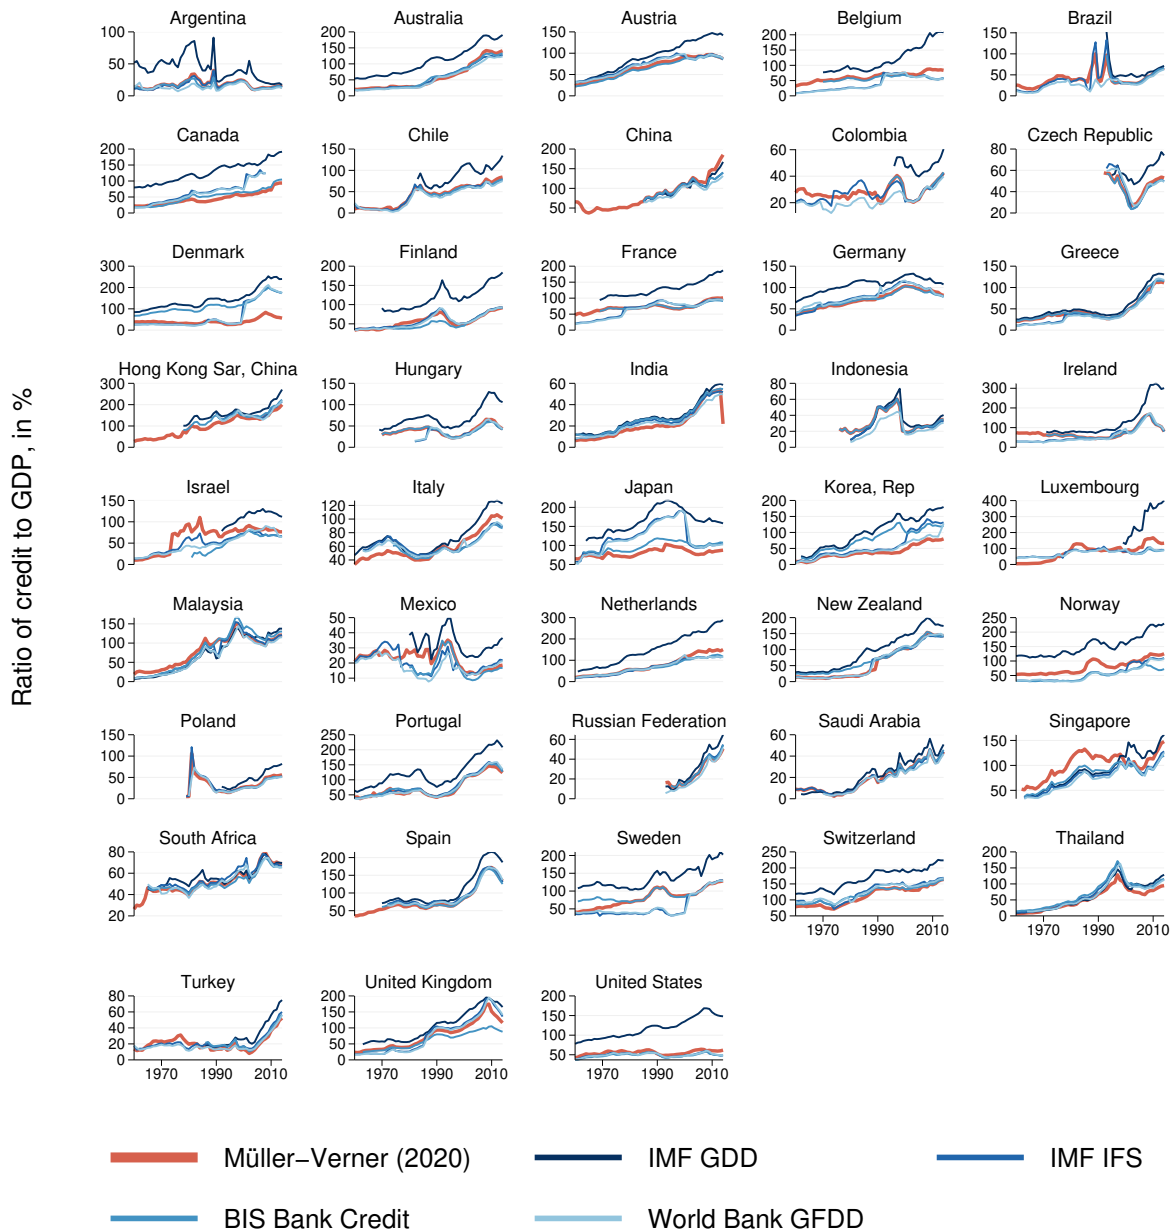 Ratio of credit to GDP, in %
Argentina Australia Austria Belgium Brazil
0 50 100
0 50 100 150 200
0 50 100 150
0 50 100 150 200
0 50 100 150
Canada Chile China Colombia Czech Republic
0 50 100 150 200
0 50 100 150
50 100 150 200
20 40 60
20 40 60 80
Denmark Finland France Germany Greece
0 100 200 300
50 100 150 200
0 50 100 150 200
0 50 100 150
0 50 100 150
Hong Kong Sar, China Hungary India Indonesia Ireland
0 100 200 300
0 50 100 150
0 20 40 60
0 20 40 60 80
0 100 200 300
Israel Italy Japan Korea, Rep Luxembourg
0 50 100 150
40 60 80 100 120
50 100 150 200
0 50 100 150 200
0 100 200 300 400
Malaysia Mexico Netherlands New Zealand Norway
0 50 100 150
10 20 30 40 50
0 100 200 300
0 50 100 150 200
50 100 150 200 250
Poland Portugal Russian Federation Saudi Arabia Singapore
0 50 100 150
50 100 150 200 250
0 20 40 60
0 20 40 60
50 100 150
South Africa Spain Sweden Switzerland Thailand
20 40 60 80
50 100 150 200
50 100 150 200
50 100 150 200 250
0 50 100 150 200
1970 1990 2010
1970 1990 2010
Turkey United Kingdom United States
0 20 40 60 80
0 50 100 150 200
50 100 150 200
1970 1990 2010
1970 1990 2010
1970 1990 2010
Müller−Verner (2020) IMF GDD IMF IFS
BIS Bank Credit World Bank GFDD